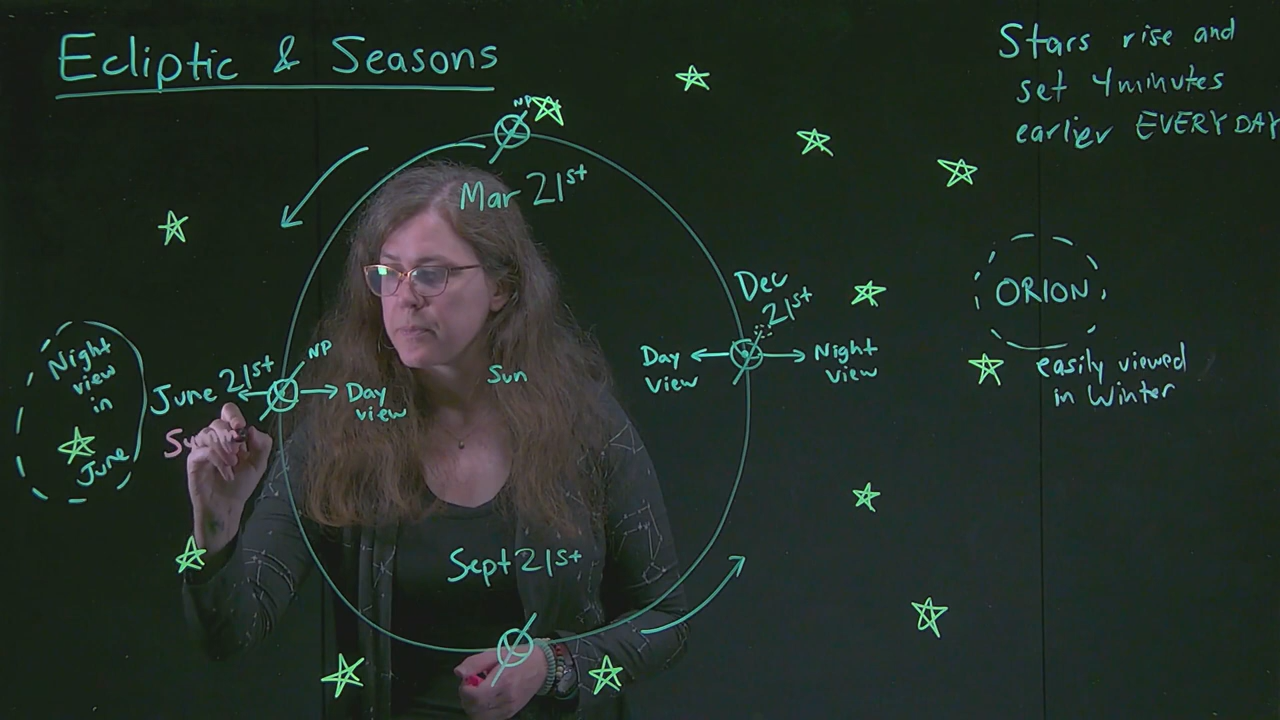 Ecliptic & Seasons
Stars rise and
set 4 minutes
earlier EVERY DAY
NP
Mar 21st
Dec
21st
ORION
easily viewed
in Winter
Day
view
Night
view
Sun
NP
June 21st
Day
view
Night
view
in
June
Sept 21st